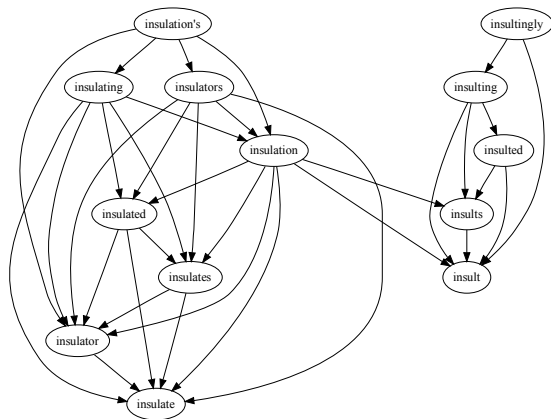 insulation's
insultingly
insulating
insulators
insulting
insulation
insulted
insulated
insults
insulates
insult
insulator
insulate